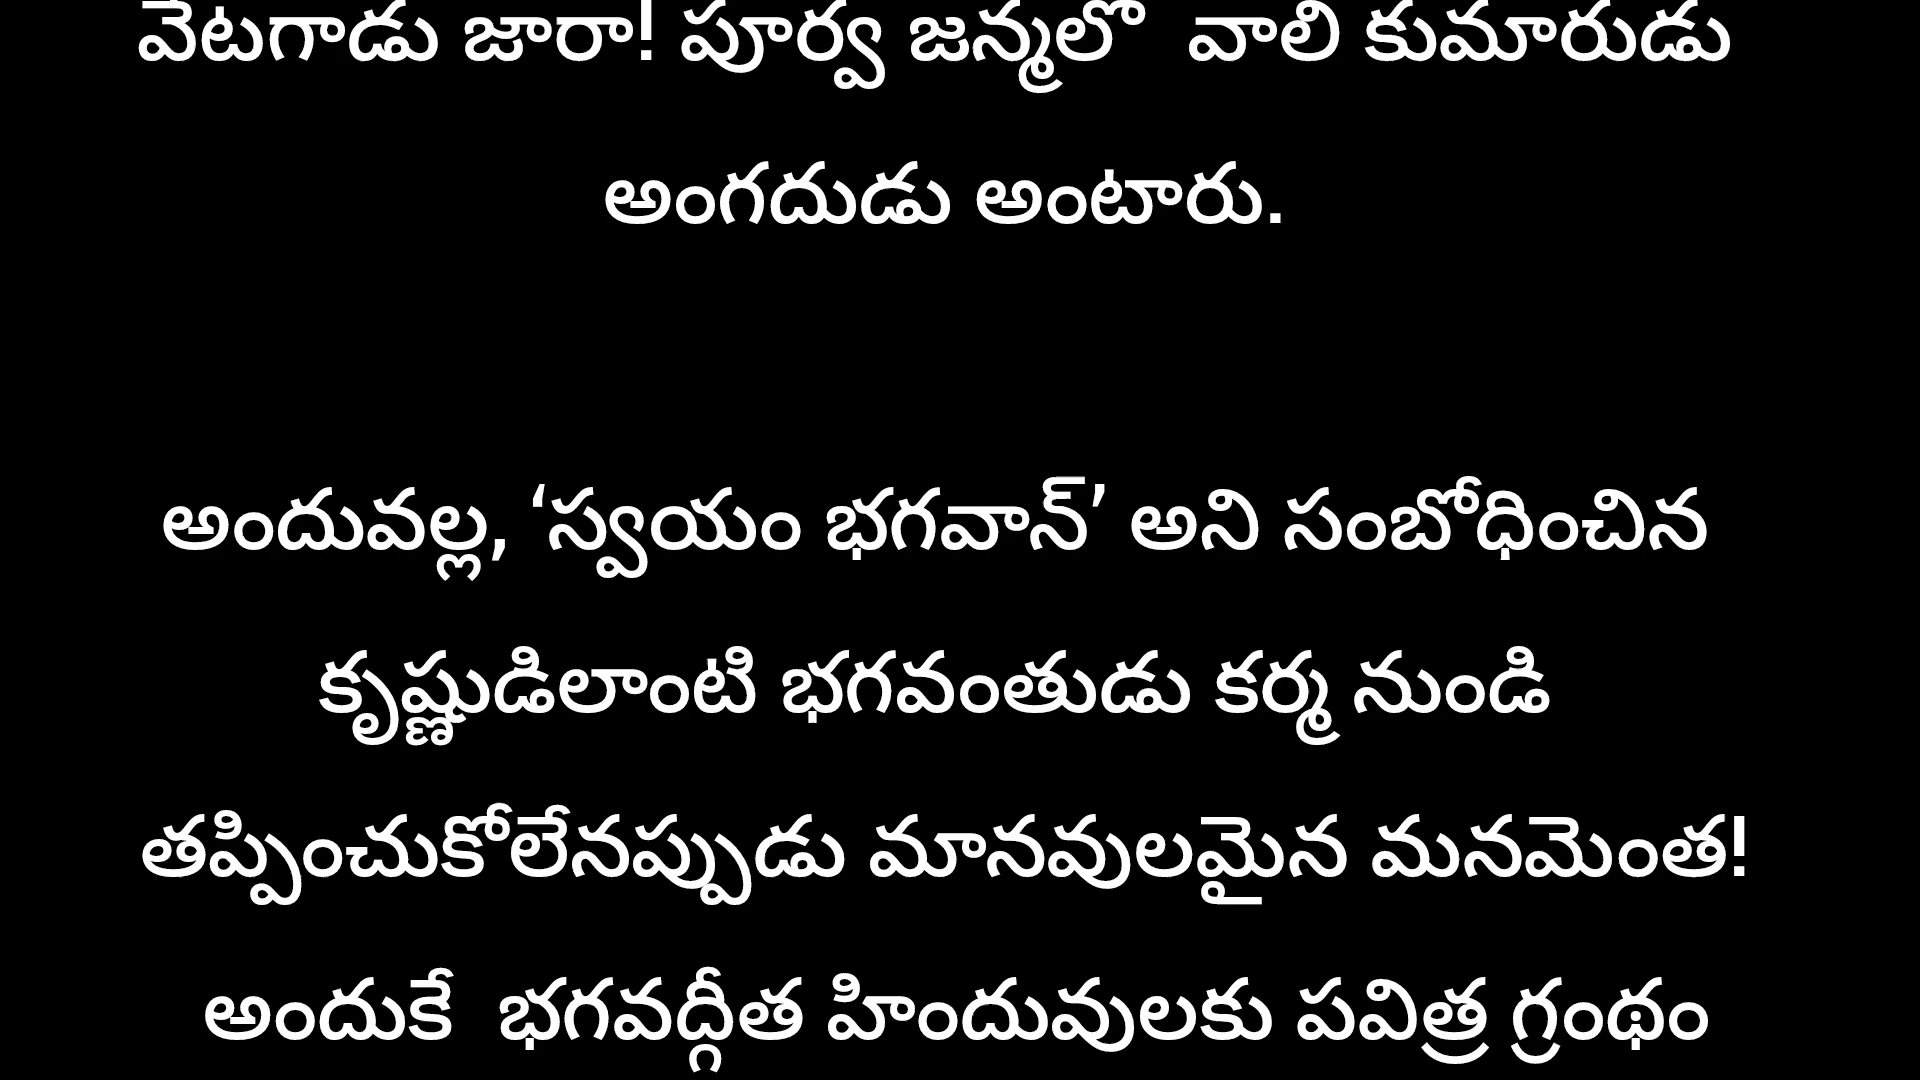 వేటగాడు జారా! పూర్వ జన్మలో వాలి కుమారుడు
అంగదుడు అంటారు.
అందువల్ల, ‘స్వయం భగవాన్’ అని సంబోధించిన
కృష్ణుడిలాంటి భగవంతుడు కర్మ నుండి
తప్పించుకోలేనప్పుడు మానవులమైన మనమెంత!
అందుకే భగవద్గీత హిందువులకు పవిత్ర గ్రంథం